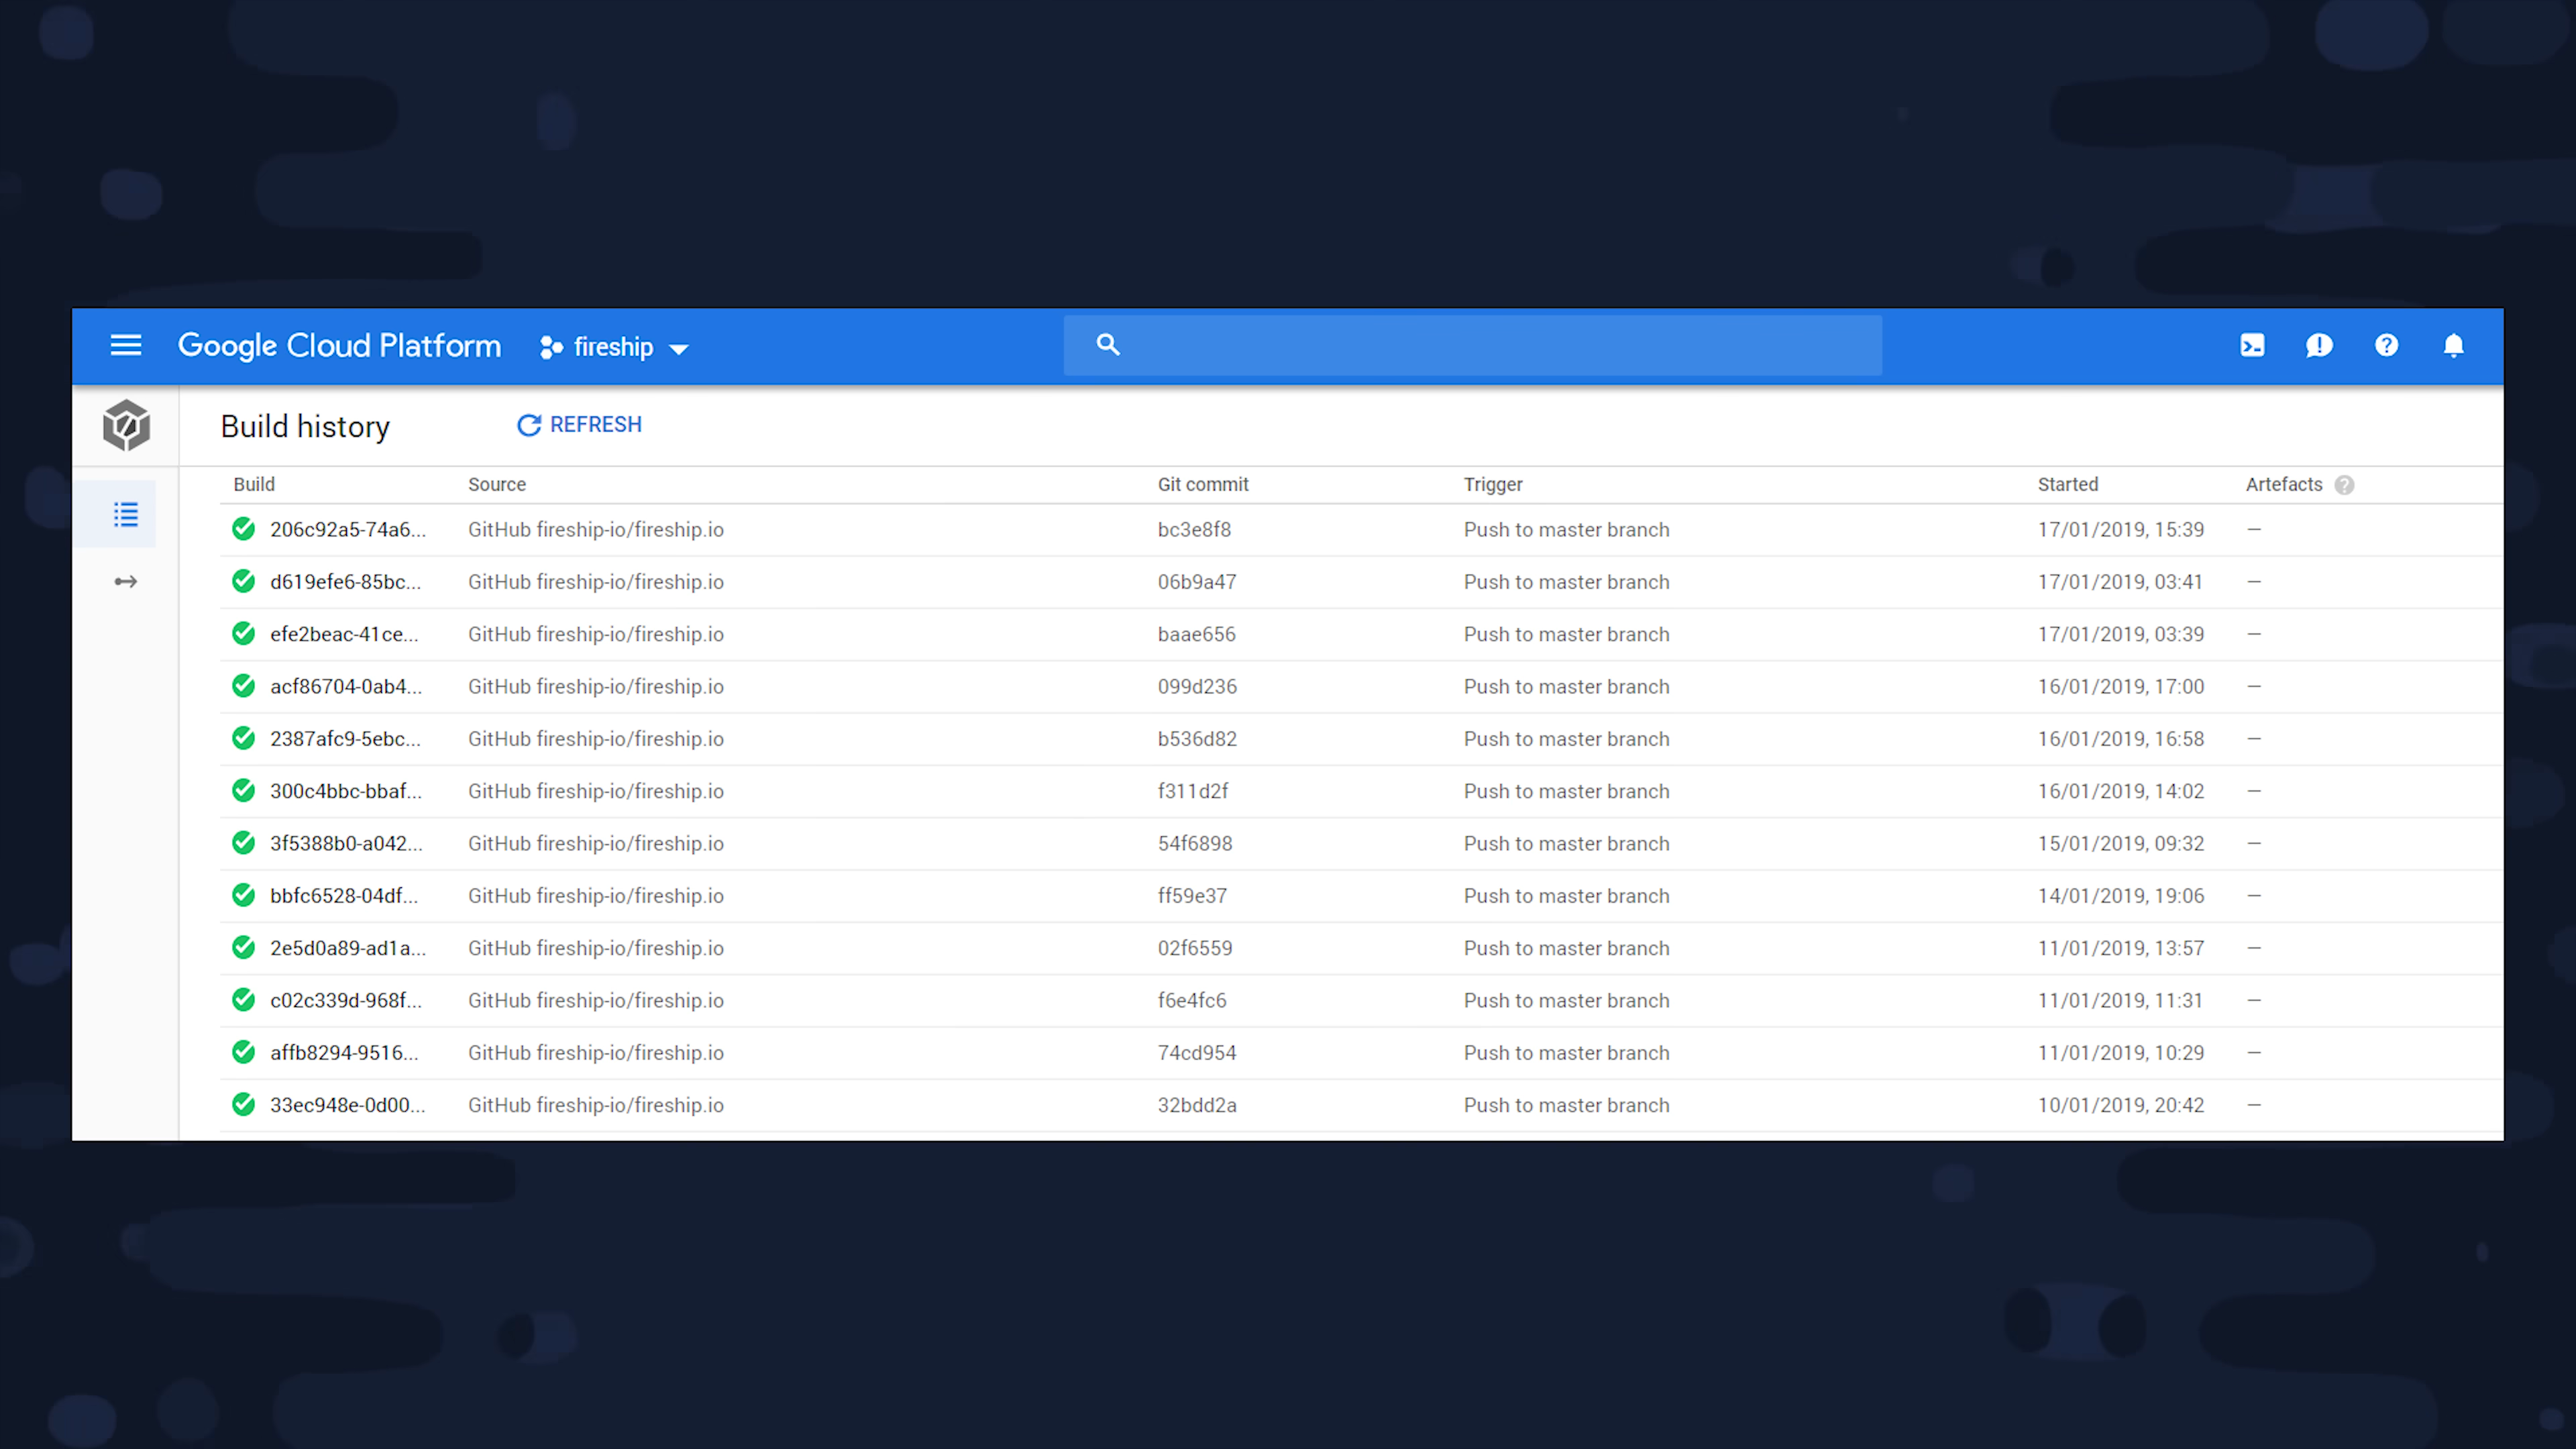 Google Cloud Platform fireship
Build history REFRESH
Build Source Git commit Trigger Started Artefacts
206c92a5-74a6... GitHub fireship-io/fireship.io bc3e8f8 Push to master branch 17/01/2019, 15:39 –
d619efe6-85bc... GitHub fireship-io/fireship.io 06b9a47 Push to master branch 17/01/2019, 03:41 –
efe2beac-41ce... GitHub fireship-io/fireship.io baae656 Push to master branch 17/01/2019, 03:39 –
acf86704-0ab4... GitHub fireship-io/fireship.io 099d236 Push to master branch 16/01/2019, 17:00 –
2387afc9-5ebc... GitHub fireship-io/fireship.io b536d82 Push to master branch 16/01/2019, 16:58 –
300c4bbc-bbaf... GitHub fireship-io/fireship.io f311d2f Push to master branch 16/01/2019, 14:02 –
3f5388b0-a042... GitHub fireship-io/fireship.io 54f6898 Push to master branch 15/01/2019, 09:32 –
bbfc6528-04df... GitHub fireship-io/fireship.io ff59e37 Push to master branch 14/01/2019, 19:06 –
2e5d0a89-ad1a... GitHub fireship-io/fireship.io 02f6559 Push to master branch 11/01/2019, 13:57 –
c02c339d-968f... GitHub fireship-io/fireship.io f6e4fc6 Push to master branch 11/01/2019, 11:31 –
affb8294-9516... GitHub fireship-io/fireship.io 74cd954 Push to master branch 11/01/2019, 10:29 –
33ec948e-0d00... GitHub fireship-io/fireship.io 32bdd2a Push to master branch 10/01/2019, 20:42 –